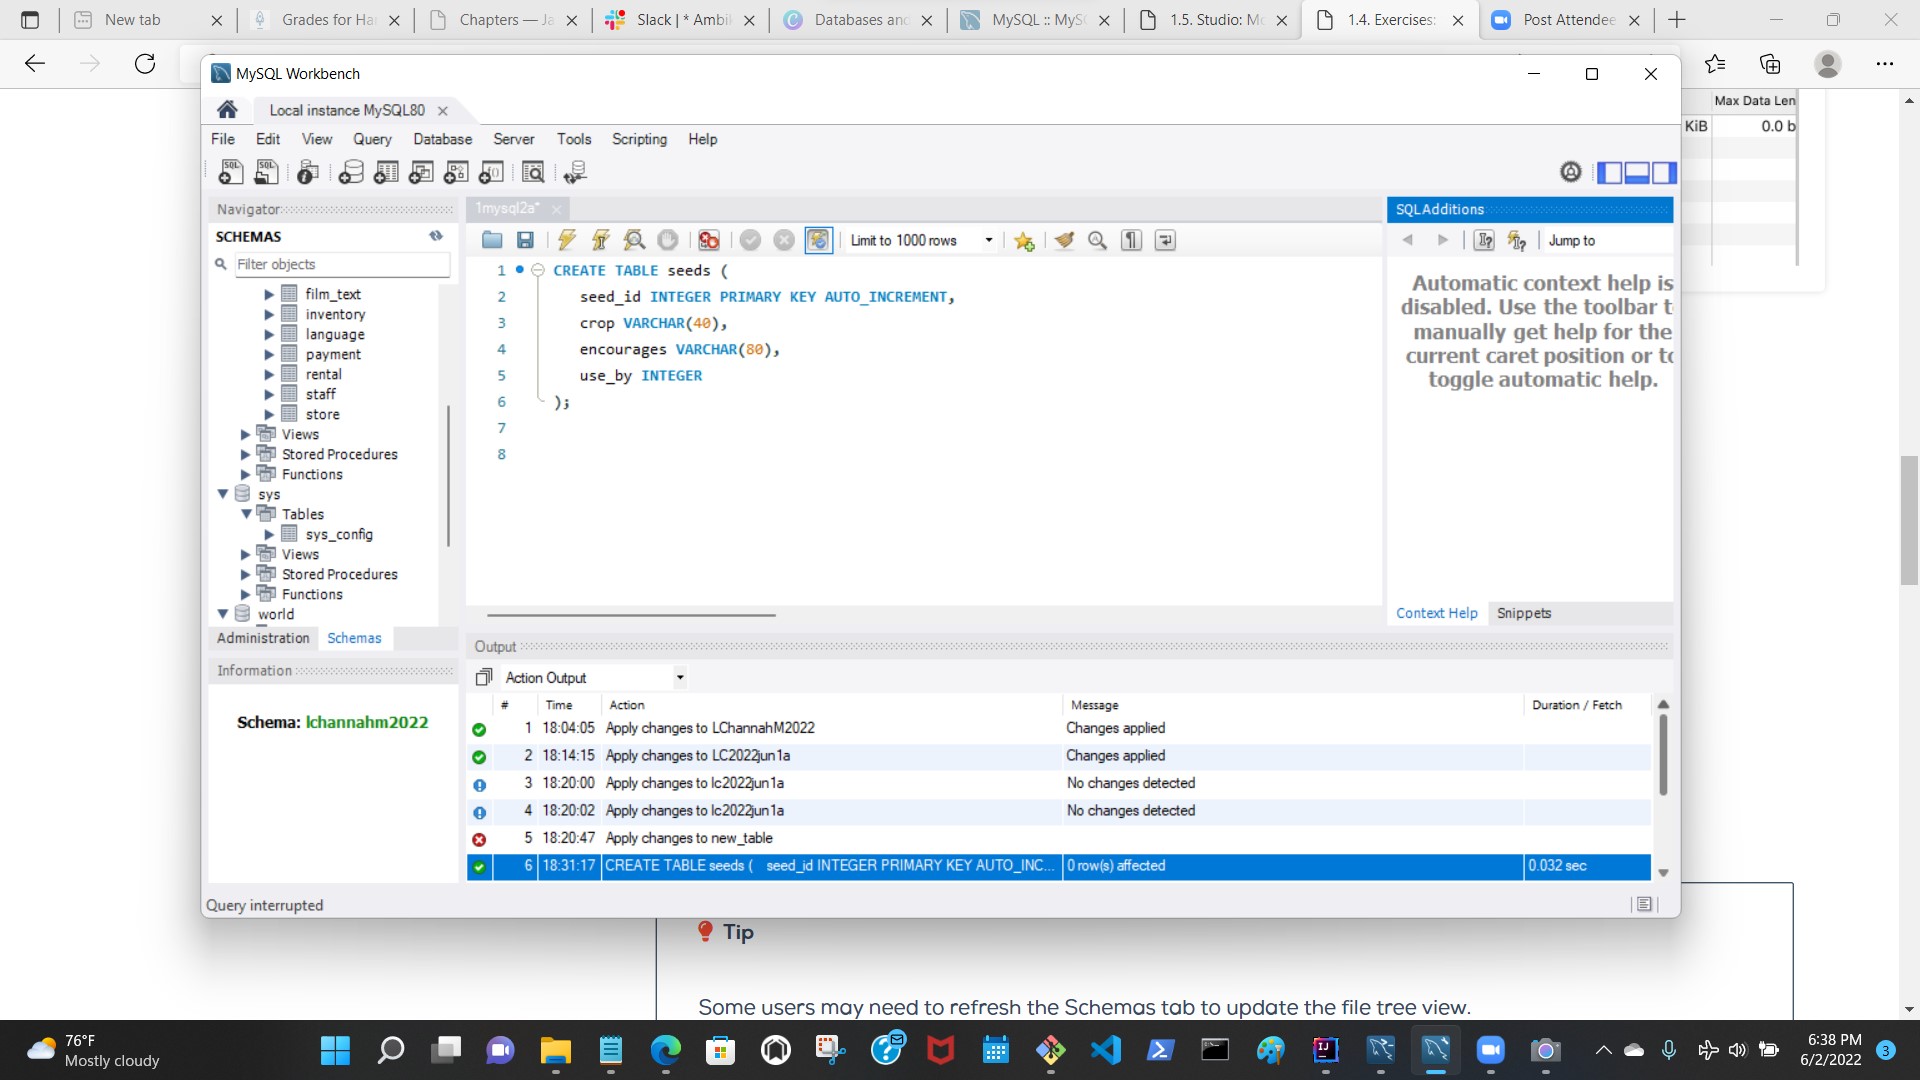 New tab
Grades for Ha
Chapters — Ja
Slack | * Ambi
Databases and
MySQL :: MyS
1.5. Studio: M
1.4. Exercises:
Post Attendee
MySQL Workbench
Local instance MySQL80
File Edit View Query Database Server Tools Scripting Help
Max Data Len
KiB 0.0 b
Navigator
SCHEMAS
Filter objects
film_text
inventory
language
payment
rental
staff
store
Views
Stored Procedures
Functions
sys
Tables
sys_config
Views
Stored Procedures
Functions
world
Administration Schemas
Information
Schema: lchannahm2022
1mysql2a*
Limit to 1000 rows
1 CREATE TABLE seeds (
2 seed_id INTEGER PRIMARY KEY AUTO_INCREMENT,
3 crop VARCHAR(40),
4 encourages VARCHAR(80),
5 use_by INTEGER
6 );
7
8
SQLAdditions
Jump to
Automatic context help is
disabled. Use the toolbar t
manually get help for the
current caret position or to
toggle automatic help.
Context Help Snippets
Output
Action Output
# Time Action Message Duration / Fetch
1 18:04:05 Apply changes to LChannahM2022 Changes applied
2 18:14:15 Apply changes to LC2022jun1a Changes applied
3 18:20:00 Apply changes to lc2022jun1a No changes detected
4 18:20:02 Apply changes to lc2022jun1a No changes detected
5 18:20:47 Apply changes to new_table
6 18:31:17 CREATE TABLE seeds ( seed_id INTEGER PRIMARY KEY AUTO_INC... 0 row(s) affected 0.032 sec
Query interrupted
Tip
Some users may need to refresh the Schemas tab to update the file tree view.
76°F
Mostly cloudy
6:38 PM
6/2/2022
3